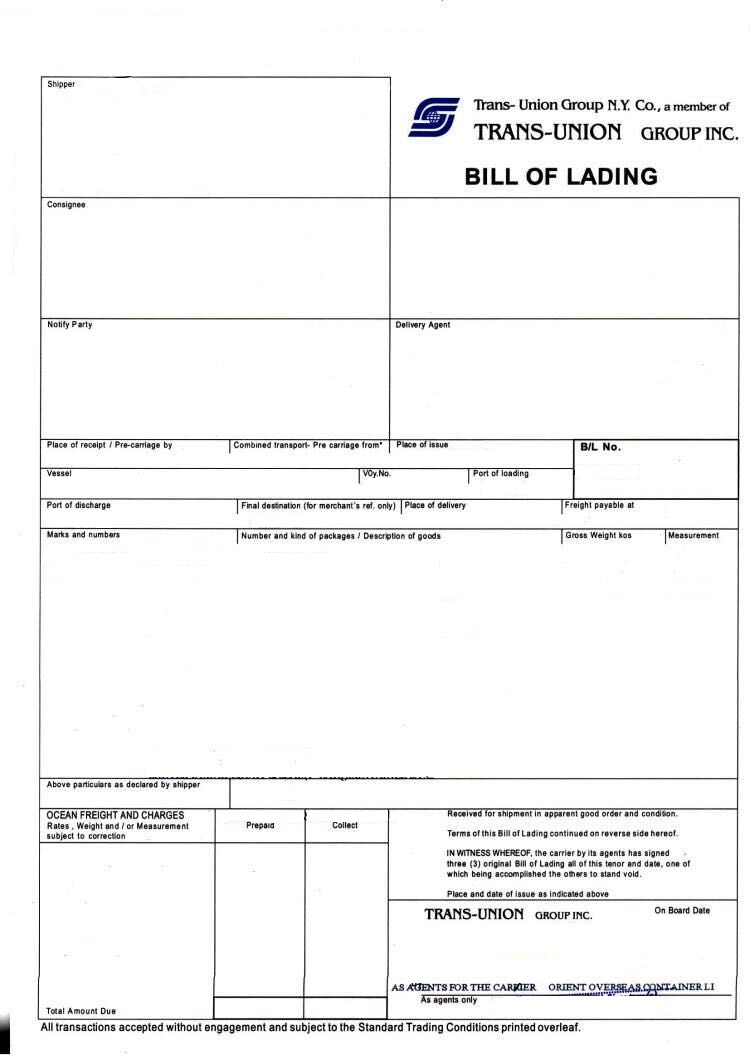 Shipper
Trans- Union Group N.Y. Co., a member of
TRANS-UNION GROUP INC.
BILL OF LADING
Consignee
Notify Party
Delivery Agent
Place of receipt / Pre-carriage by
Combined transport- Pre carriage from*
Place of issue
B/L No.
Vessel
VOy.No.
Port of loading
Port of discharge
Final destination (for merchant's ref. only)
Place of delivery
Freight payable at
Marks and numbers
Number and kind of packages / Description of goods
Gross Weight kos
Measurement
Above particulars as declared by shipper
OCEAN FREIGHT AND CHARGES
Rates , Weight and / or Measurement
subject to correction
Prepaid
Collect
Received for shipment in apparent good order and condition.
Terms of this Bill of Lading continued on reverse side hereof.
IN WITNESS WHEREOF, the carrier by its agents has signed
three (3) original Bill of Lading all of this tenor and date, one of
which being accomplished the others to stand void.
Place and date of issue as indicated above
TRANS-UNION GROUP INC.
On Board Date
AS AGENTS FOR THE CARRIER ORIENT OVERSEAS CONTAINER LI
As agents only
Total Amount Due
All transactions accepted without engagement and subject to the Standard Trading Conditions printed overleaf.